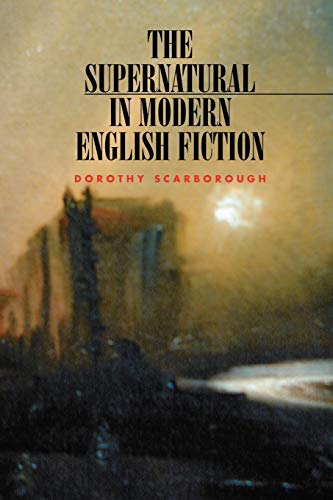 THE
SUPERNATURAL
IN MODERN
ENGLISH FICTION
DOROTHY SCARBOROUGH